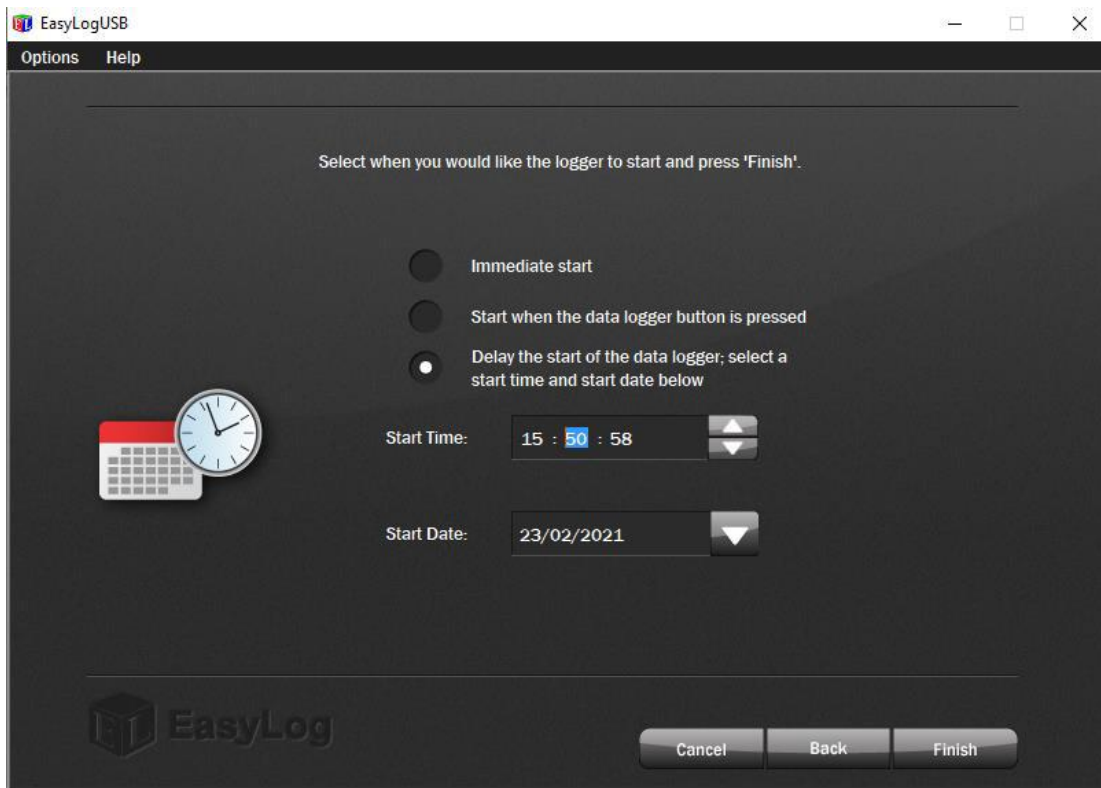 EasyLogUSB
Options Help
Select when you would like the logger to start and press 'Finish'.
Immediate start
Start when the data logger button is pressed
Delay the start of the data logger; select a
start time and start date below
Start Time: 15 : 50 : 58
Start Date: 23/02/2021
EL EasyLog
Cancel Back Finish